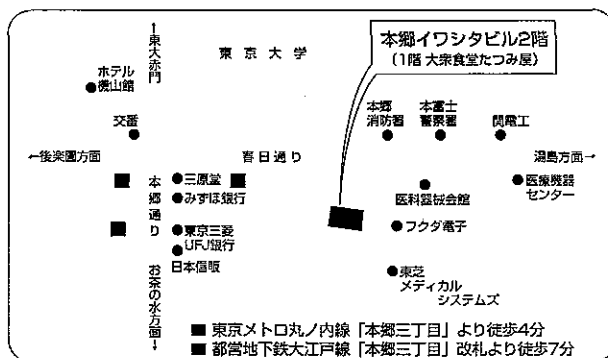 ←東大赤門
東京大学
本郷イワシタビル2階
(1階 大衆食堂たつみ屋)
ホテル
機山館
交番
本郷
消防署
本富士
警察署
関電工
←後楽園方面
春日通り
湯島方面→
本郷通り
三原堂
みずほ銀行
医療機器
センター
医科器械会館
東京三菱
UFJ銀行
フクダ電子
日本信販
お茶の水方面→
東芝
メディカル
システムズ
■ 東京メトロ丸ノ内線「本郷三丁目」より徒歩4分
■ 都営地下鉄大江戸線「本郷三丁目」改札より徒歩7分